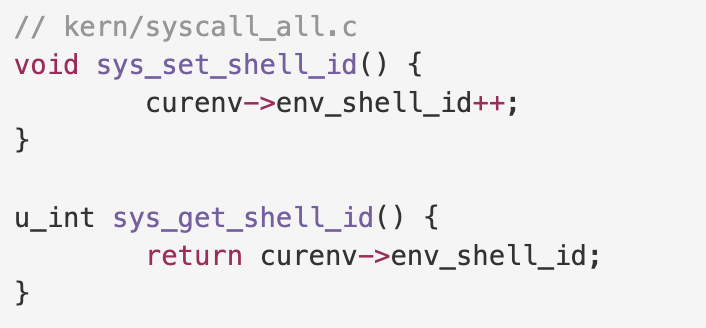 // kern/syscall_all.c
void sys_set_shell_id() {
        curenv->env_shell_id++;
}

u_int sys_get_shell_id() {
        return curenv->env_shell_id;
}